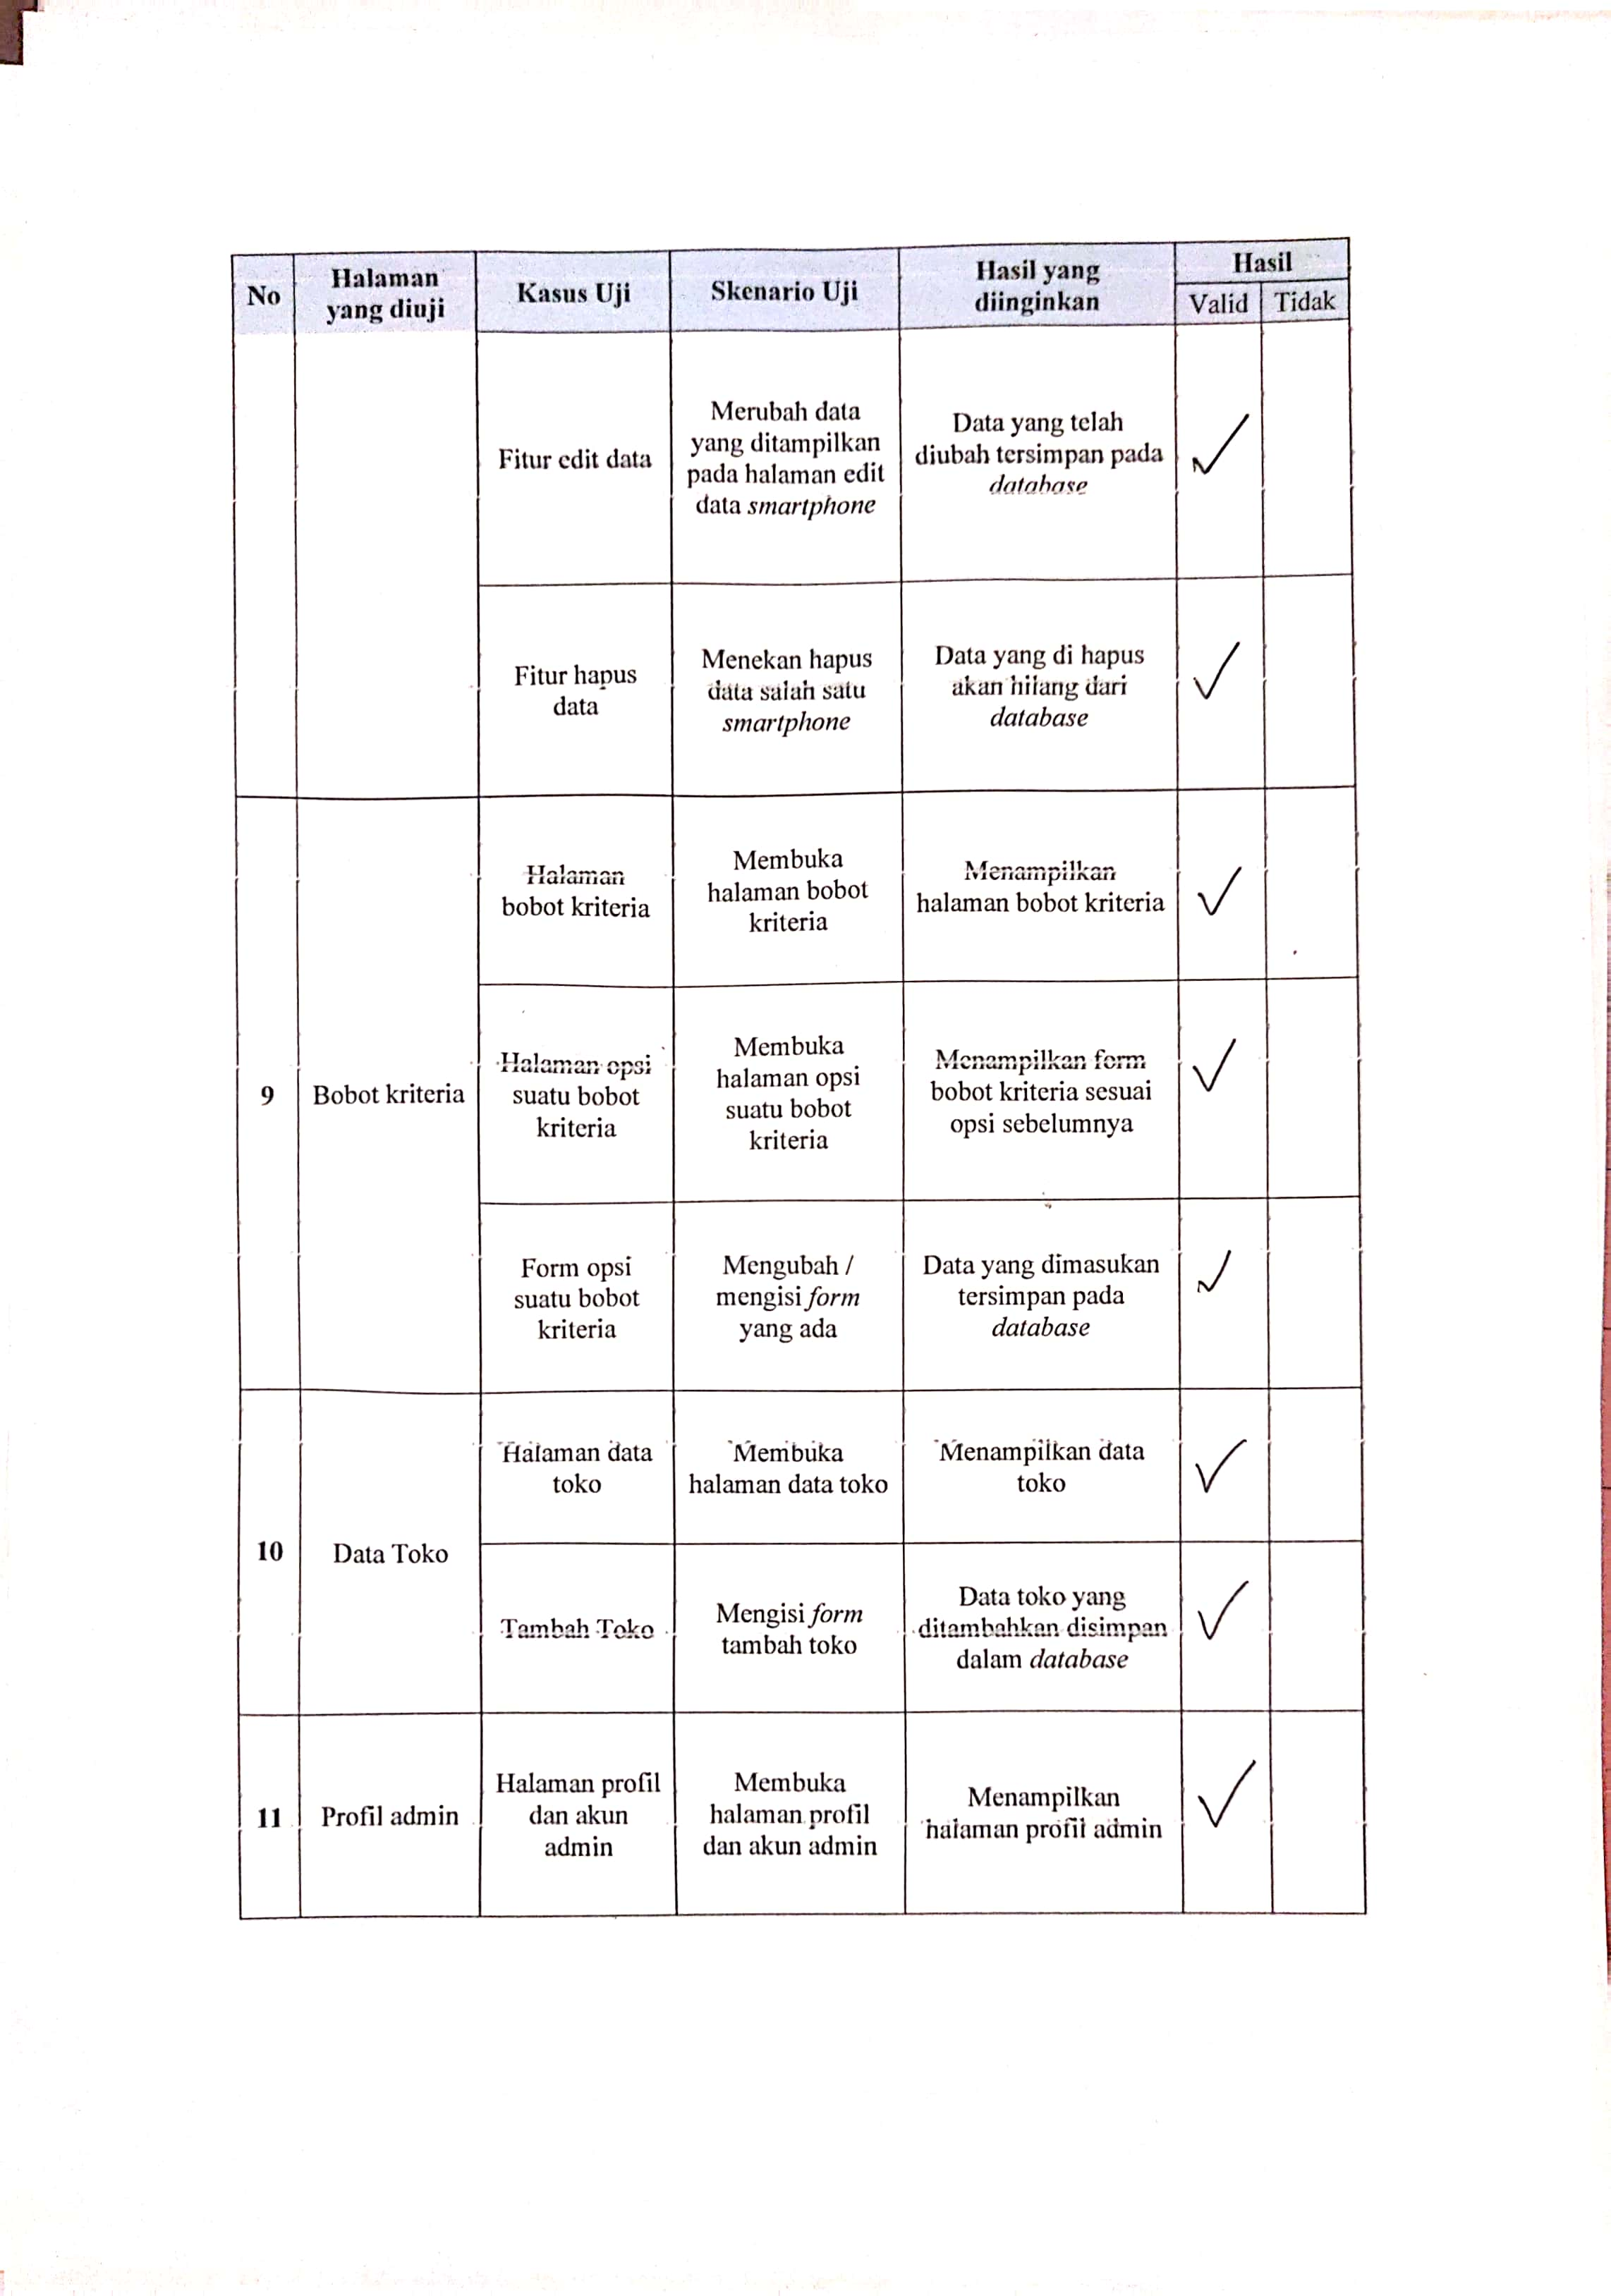 No
Halaman
yang diuji
Kasus Uji
Skenario Uji
Hasil yang
diinginkan
Hasil
Valid
Tidak
Fitur edit data
Merubah data
yang ditampilkan
pada halaman edit
data smartphone
Data yang telah
diubah tersimpan pada
database
✓
Fitur hapus
data
Menekan hapus
data salah satu
smartphone
Data yang di hapus
akan hilang dari
database
✓
9
Bobot kriteria
Halaman
bobot kriteria
Membuka
halaman bobot
kriteria
Menampilkan
halaman bobot kriteria
✓
Halaman opsi
suatu bobot
kriteria
Membuka
halaman opsi
suatu bobot
kriteria
Menampilkan form
bobot kriteria sesuai
opsi sebelumnya
✓
Form opsi
suatu bobot
kriteria
Mengubah /
mengisi form
yang ada
Data yang dimasukan
tersimpan pada
database
✓
10
Data Toko
Halaman data
toko
Membuka
halaman data toko
Menampilkan data
toko
✓
Tambah Toko
Mengisi form
tambah toko
Data toko yang
ditambahkan disimpan
dalam database
✓
11
Profil admin
Halaman profil
dan akun
admin
Membuka
halaman profil
dan akun admin
Menampilkan
halaman profil admin
✓